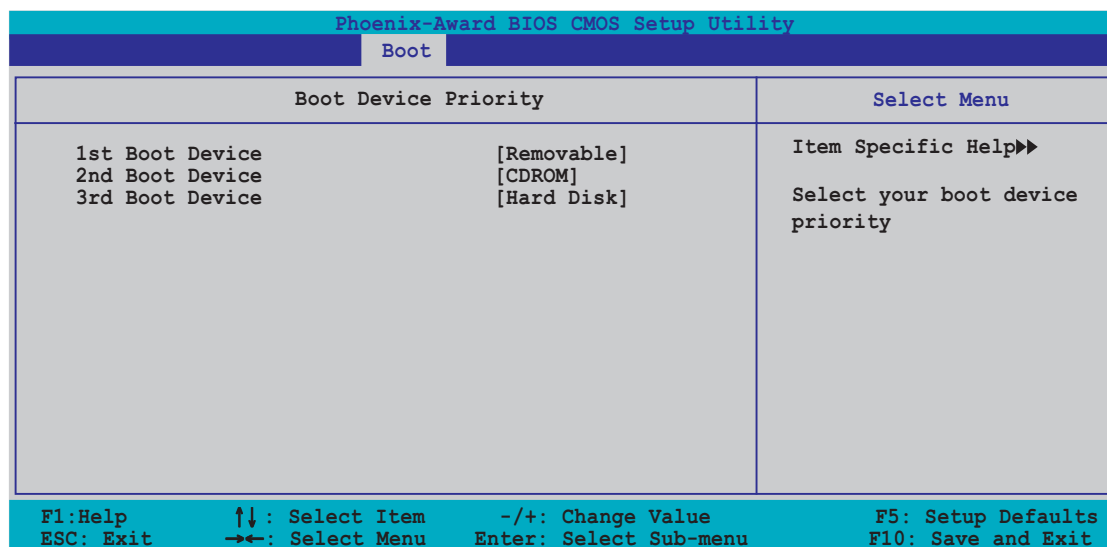 Phoenix-Award BIOS CMOS Setup Utility
Boot
Boot Device Priority
Select Menu
1st Boot Device [Removable]
2nd Boot Device [CDROM]
3rd Boot Device [Hard Disk]
Item Specific Help▶▶
Select your boot device
priority
F1:Help ↑↓: Select Item -/+: Change Value F5: Setup Defaults
ESC: Exit →←: Select Menu Enter: Select Sub-menu F10: Save and Exit